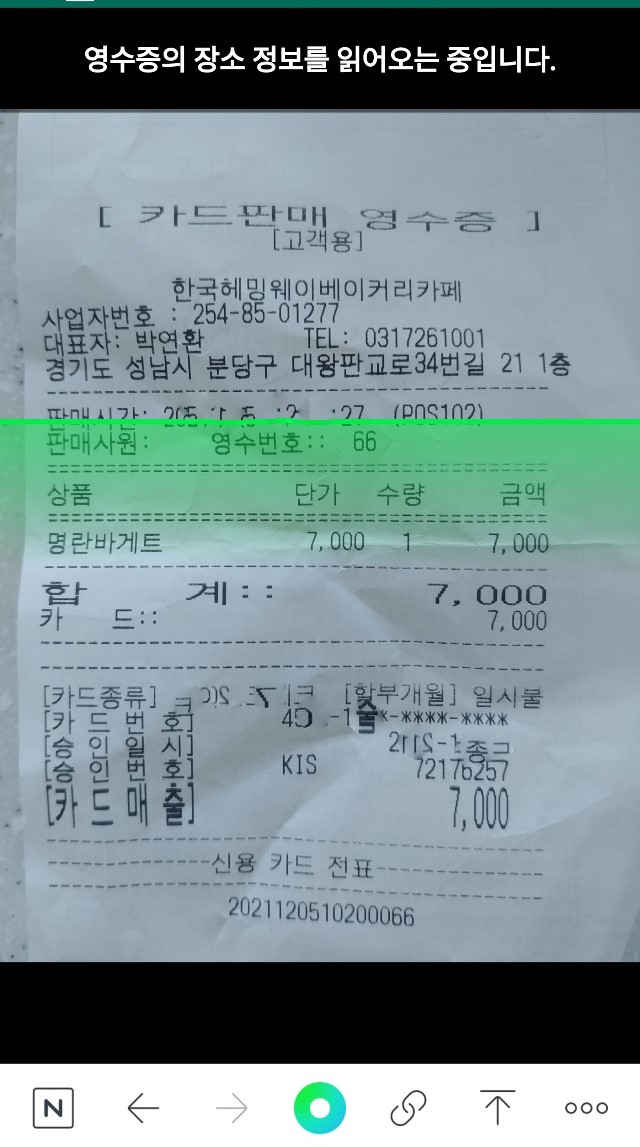 영수증의 장소 정보를 읽어오는 중입니다.
[ 카드판매 영수증 ]
[고객용]
한국헤밍웨이베이커리카페
사업자번호 : 254-85-01277
대표자: 박연환 TEL: 0317261001
경기도 성남시 분당구 대왕판교로34번길 21 1층
판매시간: :27 (POS102)
판매사원: 영수번호:: 66
상품 단가 수량 금액
명란바게트 7,000 1 7,000
합 계:: 7,000
카 드:: 7,000
[카드종류] [할부개월] 일시불
[카 드 번 호] **-****-****
[승 인 일 시]
[승 인 번 호] KIS 72176257
[카 드 매 출] 7,000
신용 카드 전표
2021120510200066
N